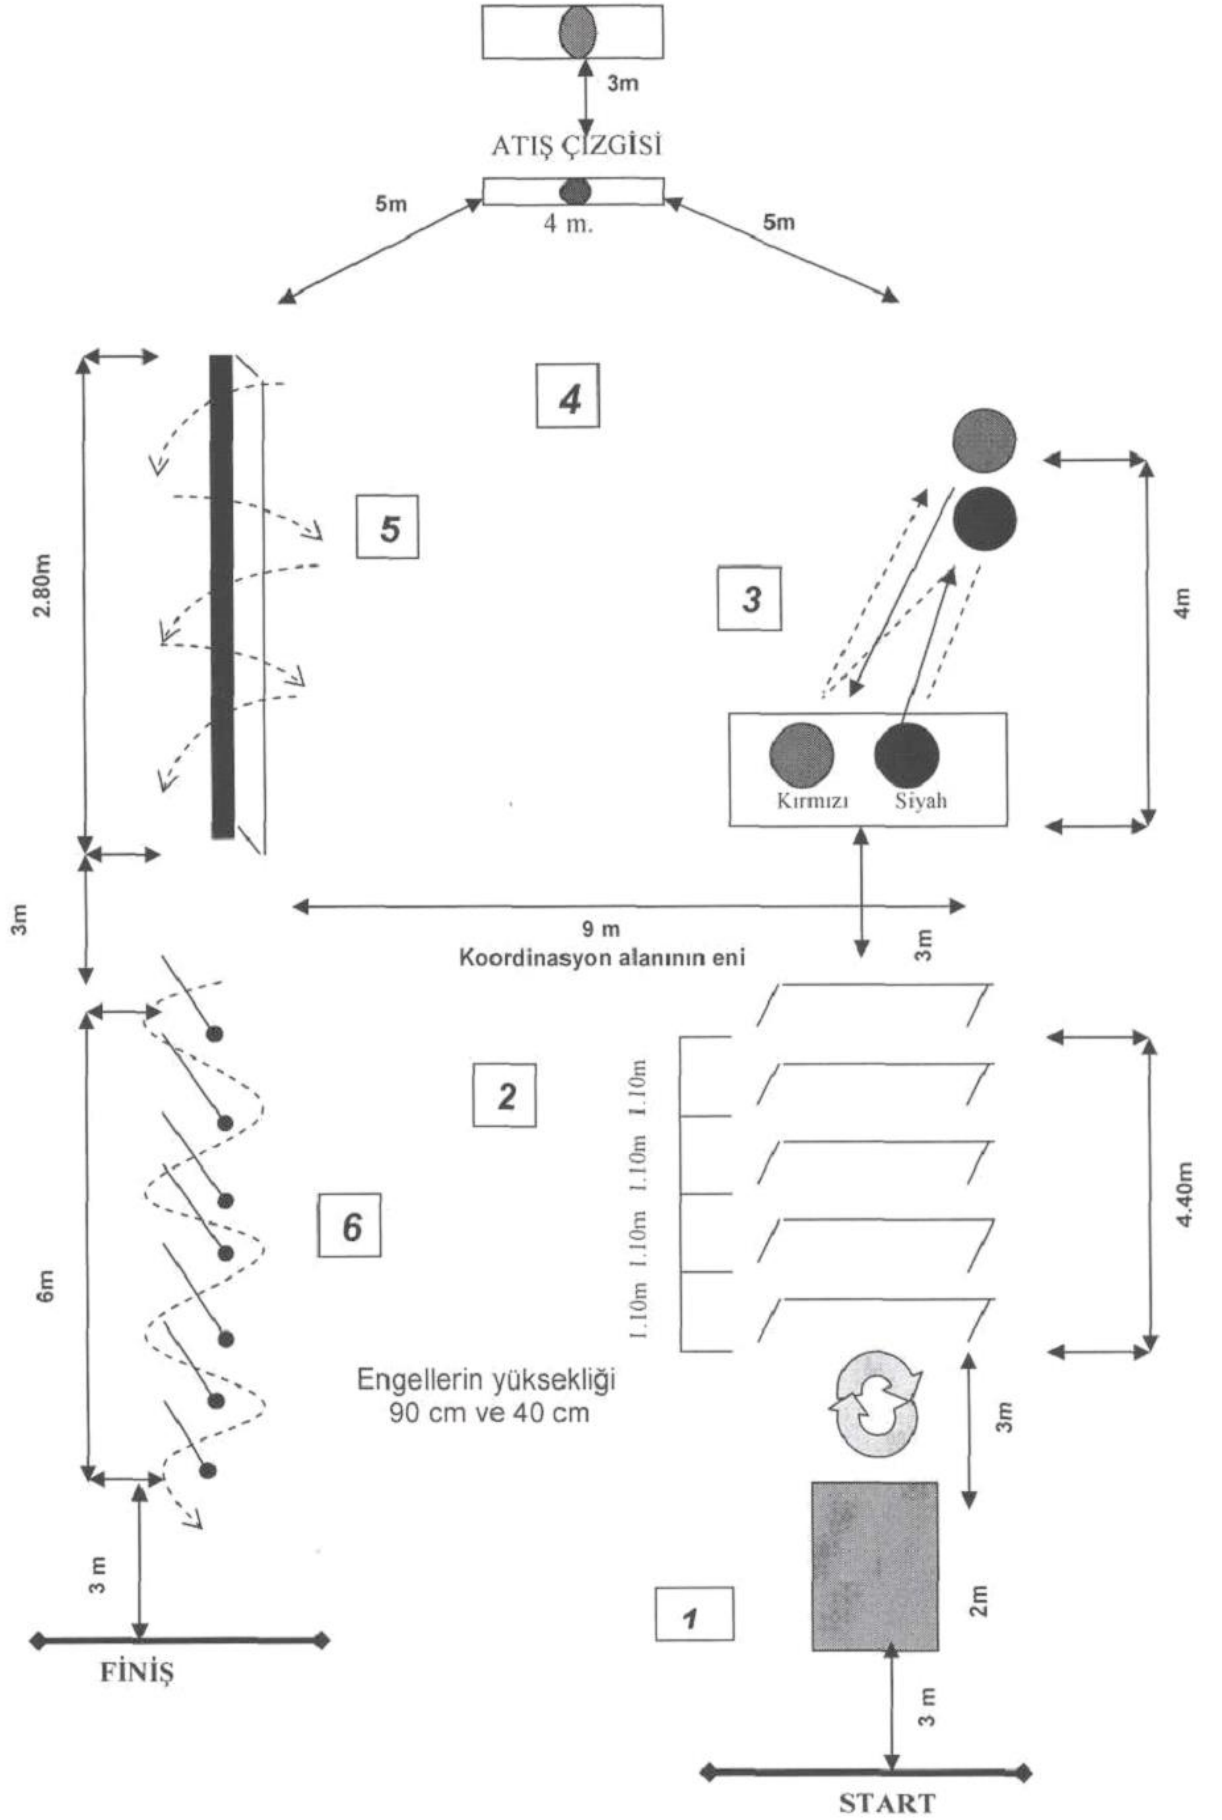 3m
ATIŞ ÇİZGİSİ
5m
4 m.
5m
4
5
3
2.80m
4m
Kırmızı
Siyah
3m
9 m
Koordinasyon alanının eni
3m
2
1.10m
1.10m
1.10m
1.10m
4.40m
6
6m
Engellerin yüksekliği
90 cm ve 40 cm
3m
3 m
1
2m
FİNİŞ
3 m
START